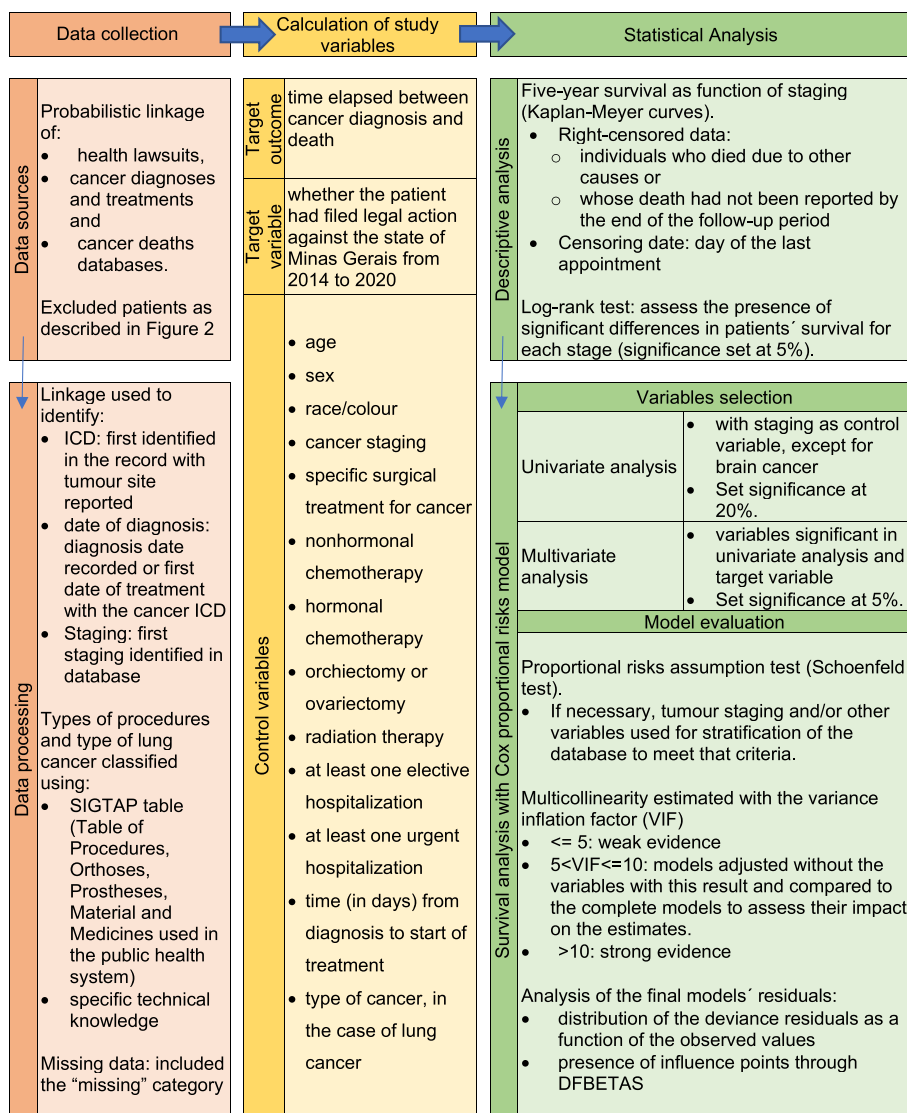 Data collection
Calculation of study
variables
Statistical Analysis
Data sources
Probabilistic linkage
of:
• health lawsuits,
• cancer diagnoses
and treatments
and
• cancer deaths
databases.
Excluded patients as
described in Figure 2
Data processing
Linkage used to
identify:
• ICD: first identified
in the record with
tumour site
reported
• date of diagnosis:
diagnosis date
recorded or first
date of treatment
with the cancer ICD
• Staging: first
staging identified in
database
Types of procedures
and type of lung
cancer classified
using:
• SIGTAP table
(Table of
Procedures,
Orthoses,
Prostheses,
Material and
Medicines used in
the public health
system)
• specific technical
knowledge
Missing data: included
the “missing” category
Target
outcome
time elapsed between
cancer diagnosis and
death
Target
variable
whether the patient
had filed legal action
against the state of
Minas Gerais from
2014 to 2020
Control variables
• age
• sex
• race/colour
• cancer staging
• specific surgical
treatment for cancer
• nonhormonal
chemotherapy
• hormonal
chemotherapy
• orchiectomy or
ovariectomy
• radiation therapy
• at least one elective
hospitalization
• at least one urgent
hospitalization
• time (in days) from
diagnosis to start of
treatment
• type of cancer, in
the case of lung
cancer
Descriptive analysis
Five-year survival as function of staging
(Kaplan-Meyer curves).
• Right-censored data:
o individuals who died due to other
causes or
o whose death had not been reported by
the end of the follow-up period
• Censoring date: day of the last
appointment
Log-rank test: assess the presence of
significant differences in patients´ survival for
each stage (significance set at 5%).
Survival analysis with Cox proportional risks model
Variables selection
Univariate analysis
• with staging as control
variable, except for
brain cancer
• Set significance at
20%.
Multivariate
analysis
• variables significant in
univariate analysis and
target variable
• Set significance at 5%.
Model evaluation
Proportional risks assumption test (Schoenfeld
test).
• If necessary, tumour staging and/or other
variables used for stratification of the
database to meet that criteria.
Multicollinearity estimated with the variance
inflation factor (VIF)
• <= 5: weak evidence
• 5<VIF<=10: models adjusted without the
variables with this result and compared to
the complete models to assess their impact
on the estimates.
• >10: strong evidence
Analysis of the final models´ residuals:
• distribution of the deviance residuals as a
function of the observed values
• presence of influence points through
DFBETAS